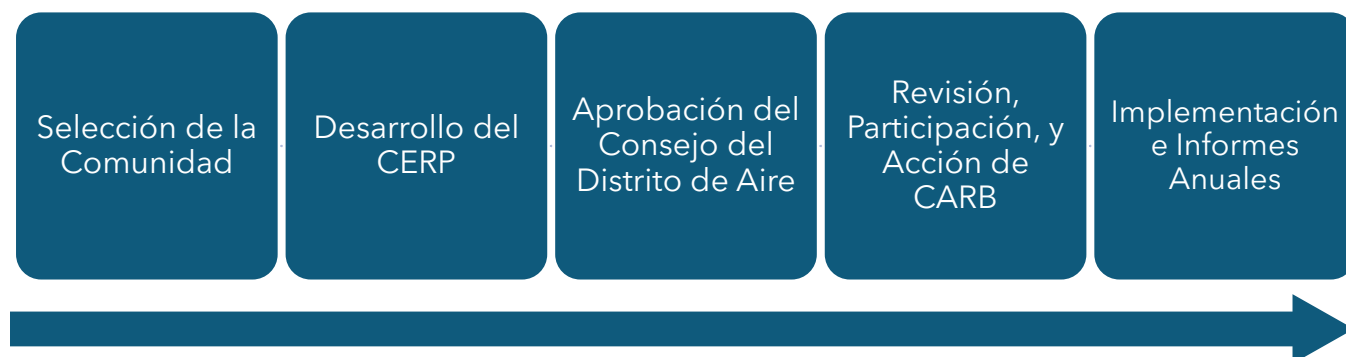 Selección de la
Comunidad
Desarrollo del
CERP
Aprobación del
Consejo del
Distrito de Aire
Revisión,
Participación, y
Acción de
CARB
Implementación
e Informes
Anuales